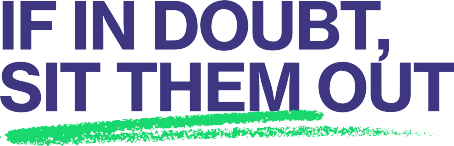 IF IN DOUBT,
SIT THEM OUT